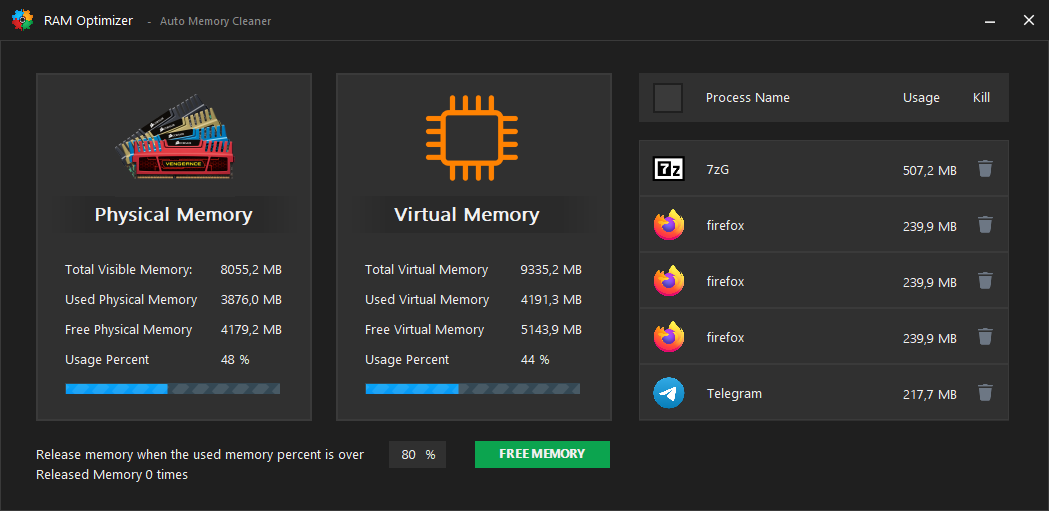 RAM Optimizer - Auto Memory Cleaner
VENGEANCE
Physical Memory
Total Visible Memory: 8055,2 MB
Used Physical Memory 3876,0 MB
Free Physical Memory 4179,2 MB
Usage Percent 48 %
Virtual Memory
Total Virtual Memory 9335,2 MB
Used Virtual Memory 4191,3 MB
Free Virtual Memory 5143,9 MB
Usage Percent 44 %
Process Name Usage Kill
7z 7zG 507,2 MB
firefox 239,9 MB
firefox 239,9 MB
firefox 239,9 MB
Telegram 217,7 MB
Release memory when the used memory percent is over 80 % FREE MEMORY
Released Memory 0 times